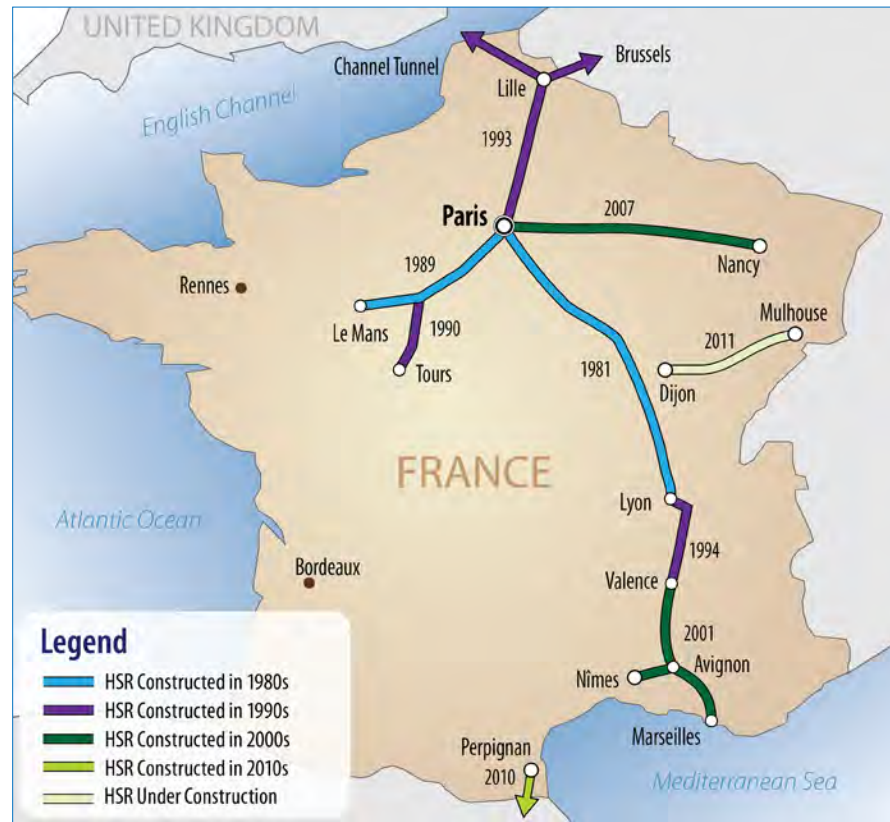 UNITED KINGDOM
Channel Tunnel
Brussels
Lille
English Channel
1993
Paris
2007
Nancy
1989
Rennes
Le Mans
1990
Tours
Mulhouse
2011
Dijon
1981
FRANCE
Lyon
Atlantic Ocean
1994
Bordeaux
Valence
2001
Avignon
Nîmes
Marseilles
Perpignan
2010
Mediterranean Sea
Legend
HSR Constructed in 1980s
HSR Constructed in 1990s
HSR Constructed in 2000s
HSR Constructed in 2010s
HSR Under Construction